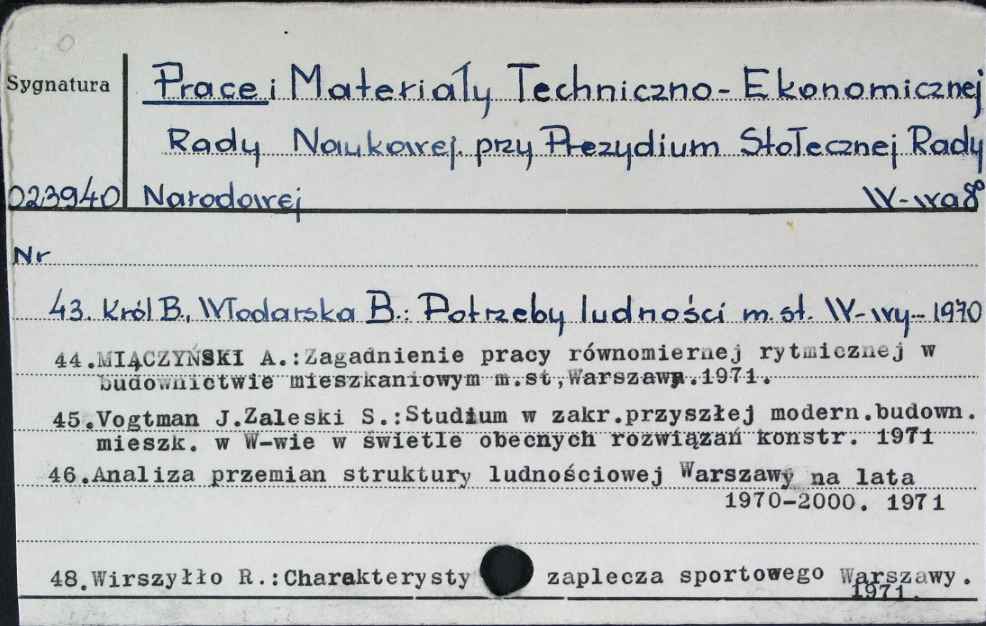 Sygnatura
Prace i Materiały Techniczno-Ekonomicznej
Rady Naukowej przy Prezydium Stołecznej Rady
023940 Narodowej W-wa 8°
Nr
43. Król B., Włodarska B.: Potrzeby ludności m. st. W-wy-1970
44.MIĄCZYŃSKI A.:Zagadnienie pracy równomiernej rytmicznej w
budownictwie mieszkaniowym m.st,Warszawy.1971.
45.Vogtman J.Zaleski S.:Studium w zakr.przyszłej modern.budown.
mieszk. w W-wie w świetle obecnych rozwiązań konstr. 1971
46.Analiza przemian struktury ludnościowej Warszawy na lata
1970-2000. 1971
48.Wirszyłło R.:Charakterysty zaplecza sportowego Warszawy.
1971.